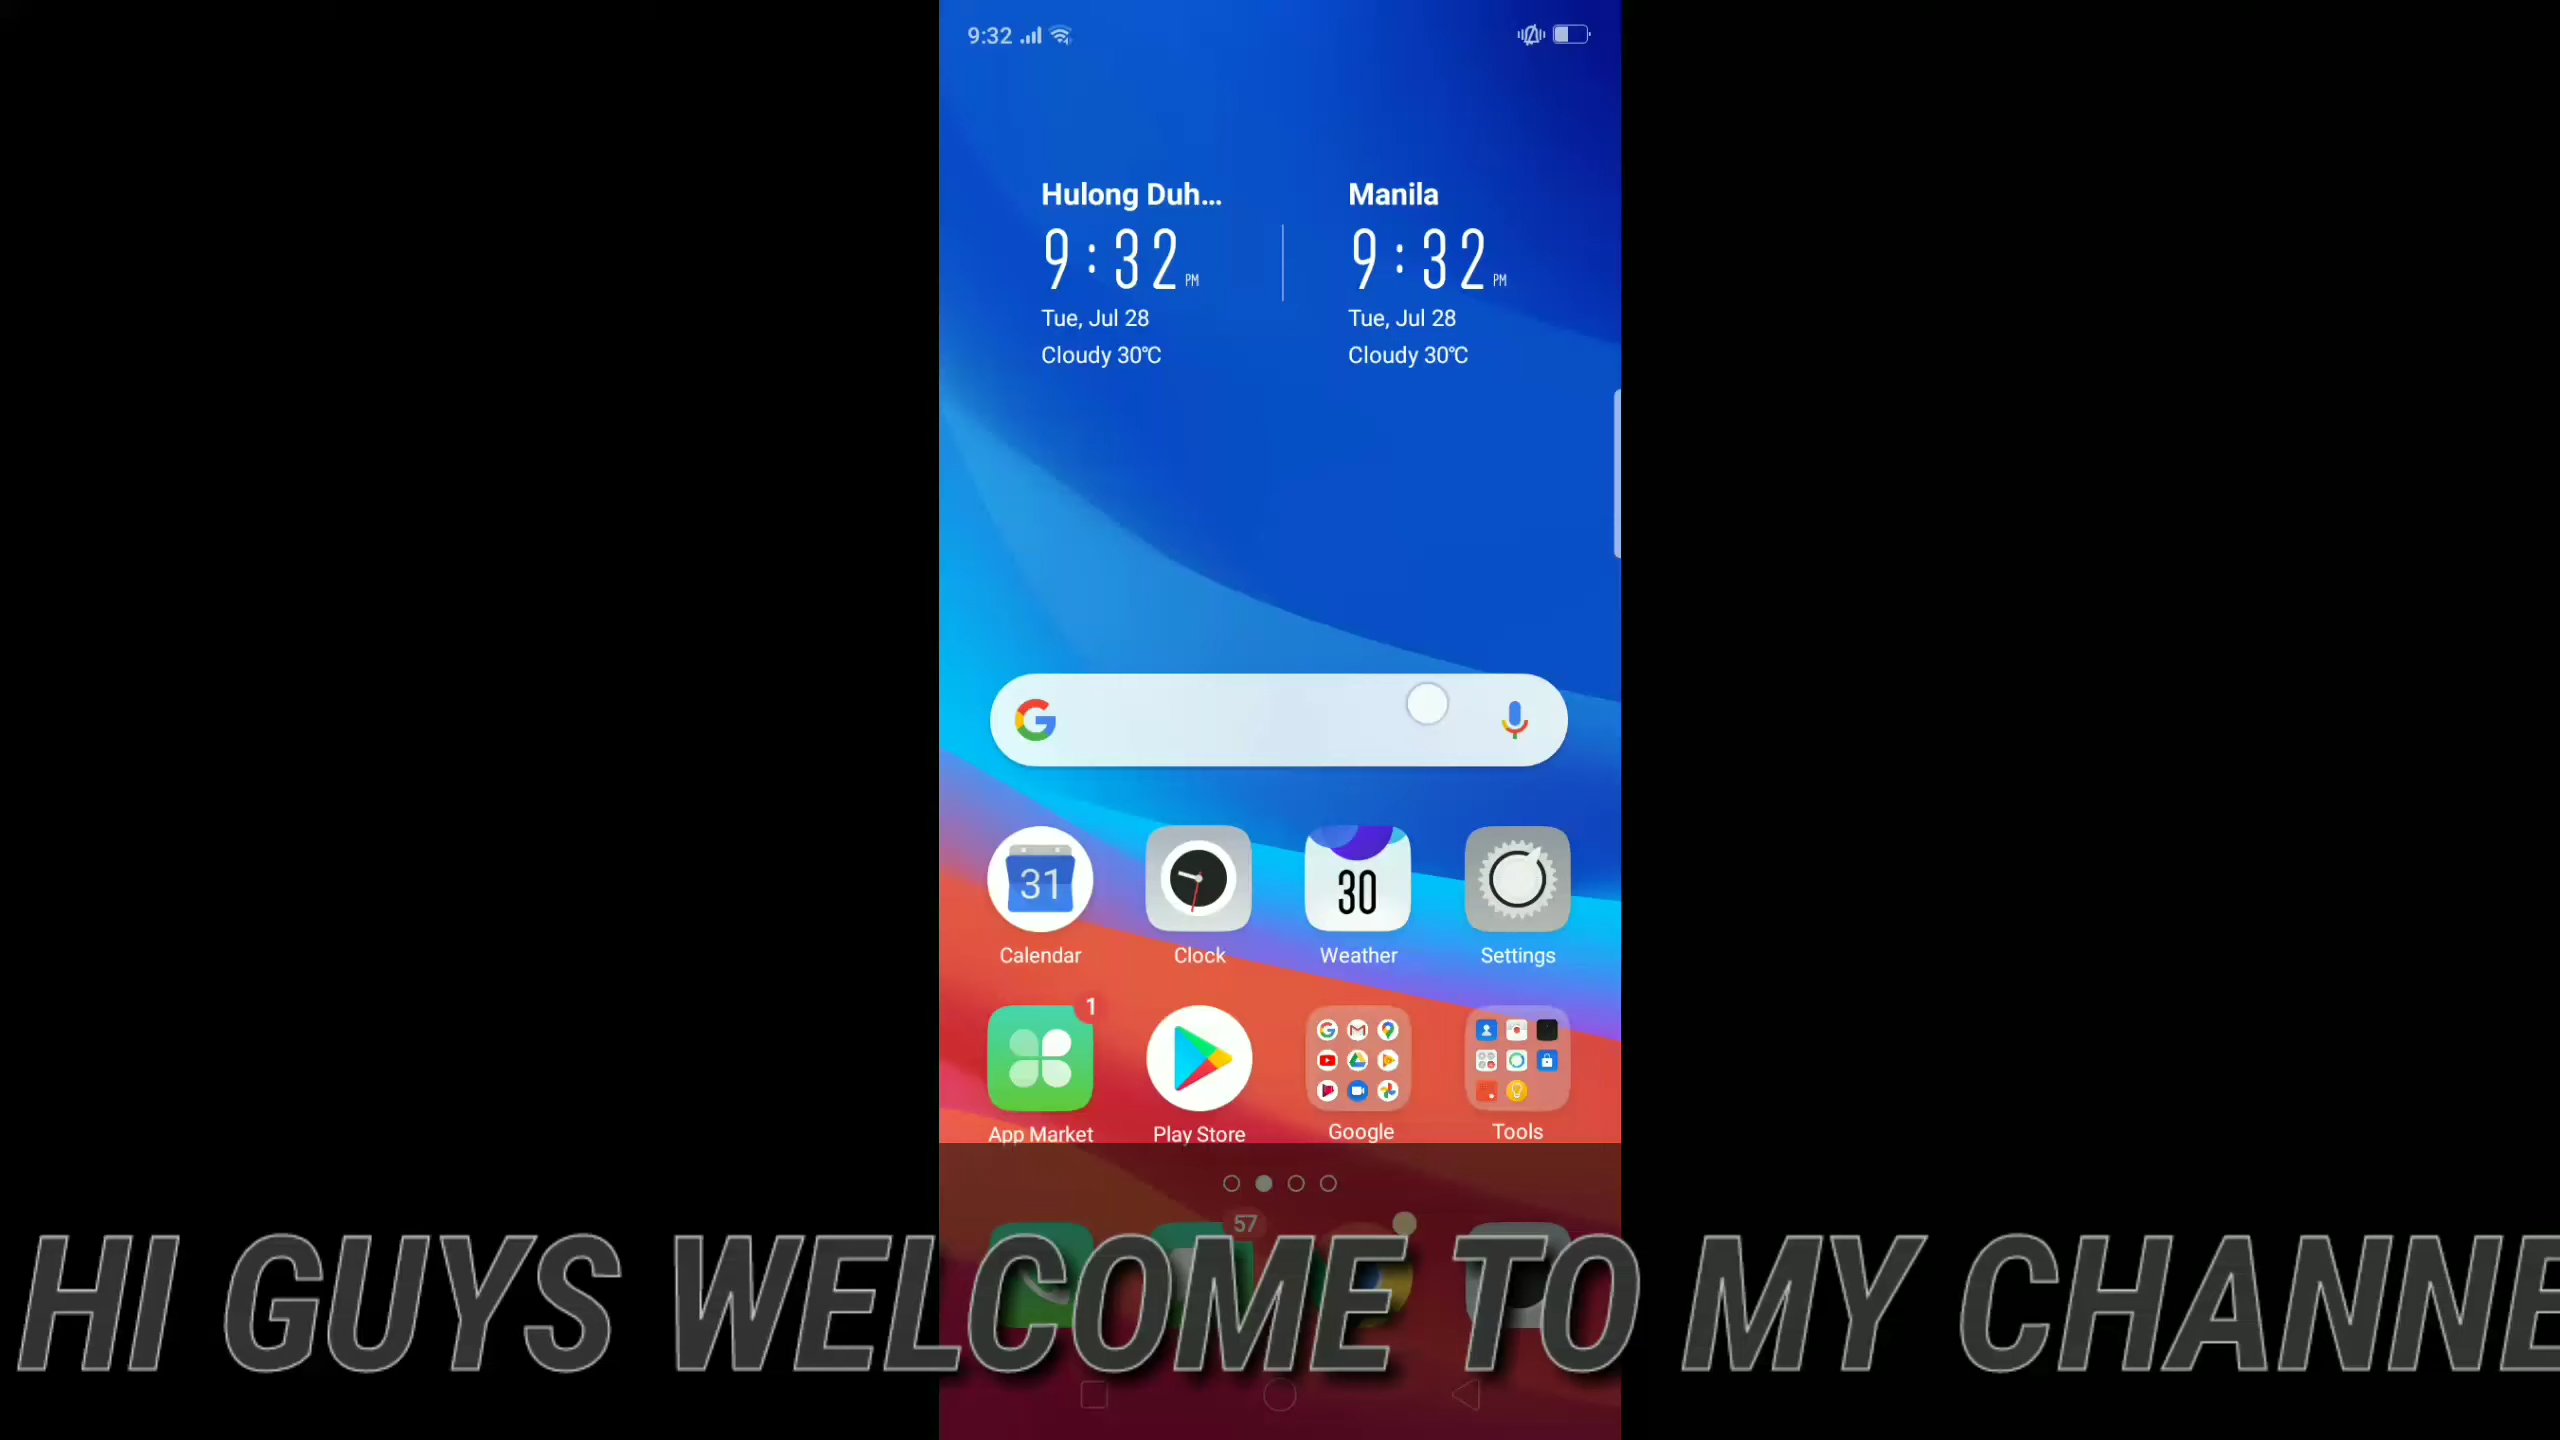 9:32
Hulong Duh...
9:32 PM
Tue, Jul 28
Cloudy 30℃
Manila
9:32 PM
Tue, Jul 28
Cloudy 30℃
31
30
Calendar
Clock
Weather
Settings
1
App Market
Play Store
Google
Tools
57
HI GUYS WELCOME TO MY CHANNE